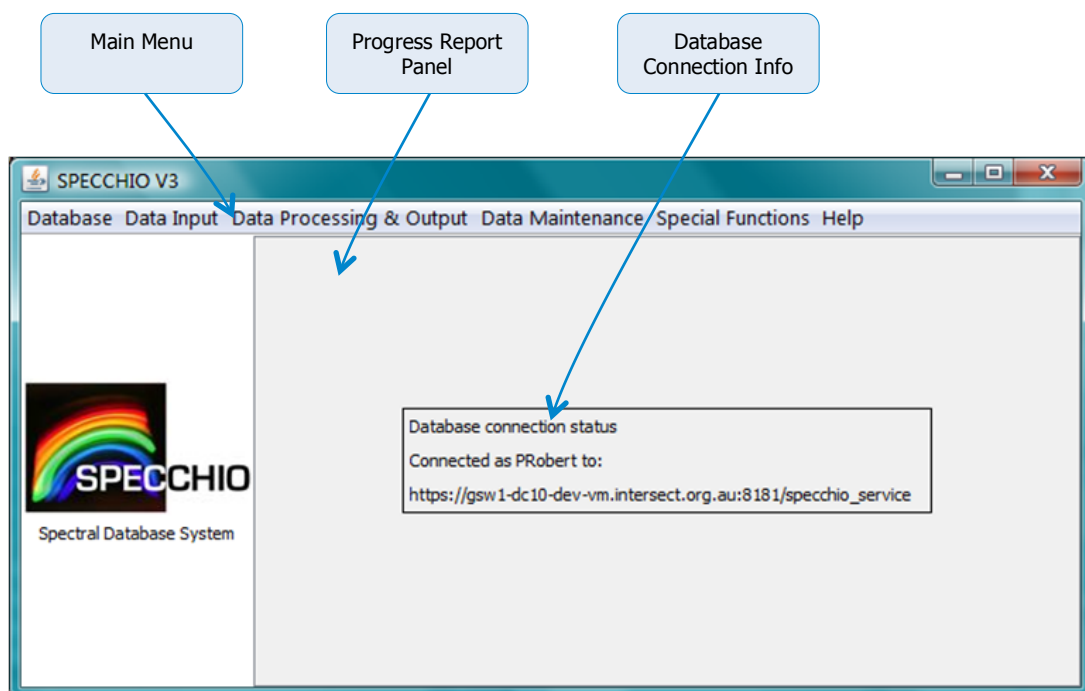 Main Menu
Progress Report
Panel
Database
Connection Info
SPECCHIO V3
Database Data Input Data Processing & Output Data Maintenance Special Functions Help
Database connection status
Connected as PRobert to:
https://gsw1-dc10-dev-vm.intersect.org.au:8181/specchio_service
SPECCHIO
Spectral Database System